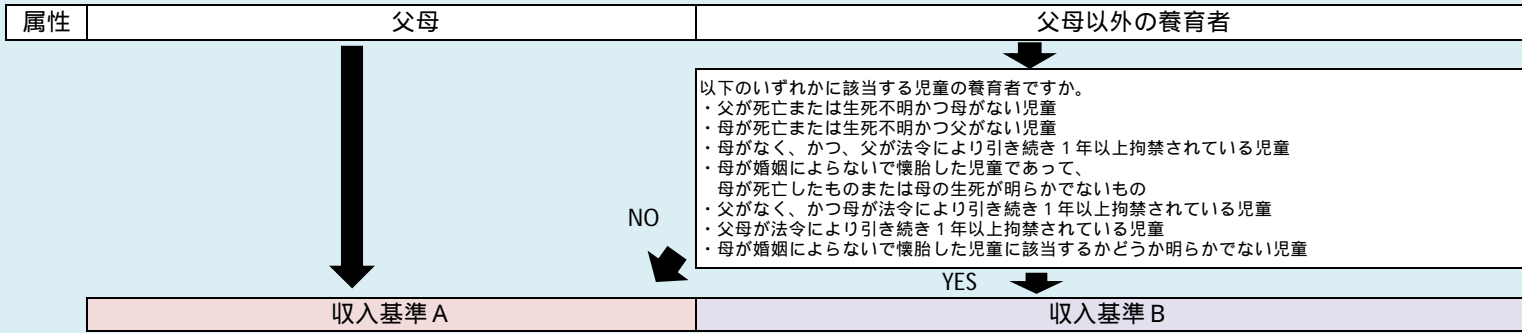 属性 父母 父母以外の養育者
以下のいずれかに該当する児童の養育者ですか。
・父が死亡または生死不明かつ母がない児童
・母が死亡または生死不明かつ父がない児童
・母がなく、かつ、父が法令により引き続き１年以上拘禁されている児童
・母が婚姻によらないで懐胎した児童であって、
母が死亡したものまたは母の生死が明らかでないもの
・父がなく、かつ母が法令により引き続き１年以上拘禁されている児童
・父母が法令により引き続き１年以上拘禁されている児童
・母が婚姻によらないで懐胎した児童に該当するかどうか明らかでない児童
NO
YES
収入基準Ａ 収入基準Ｂ